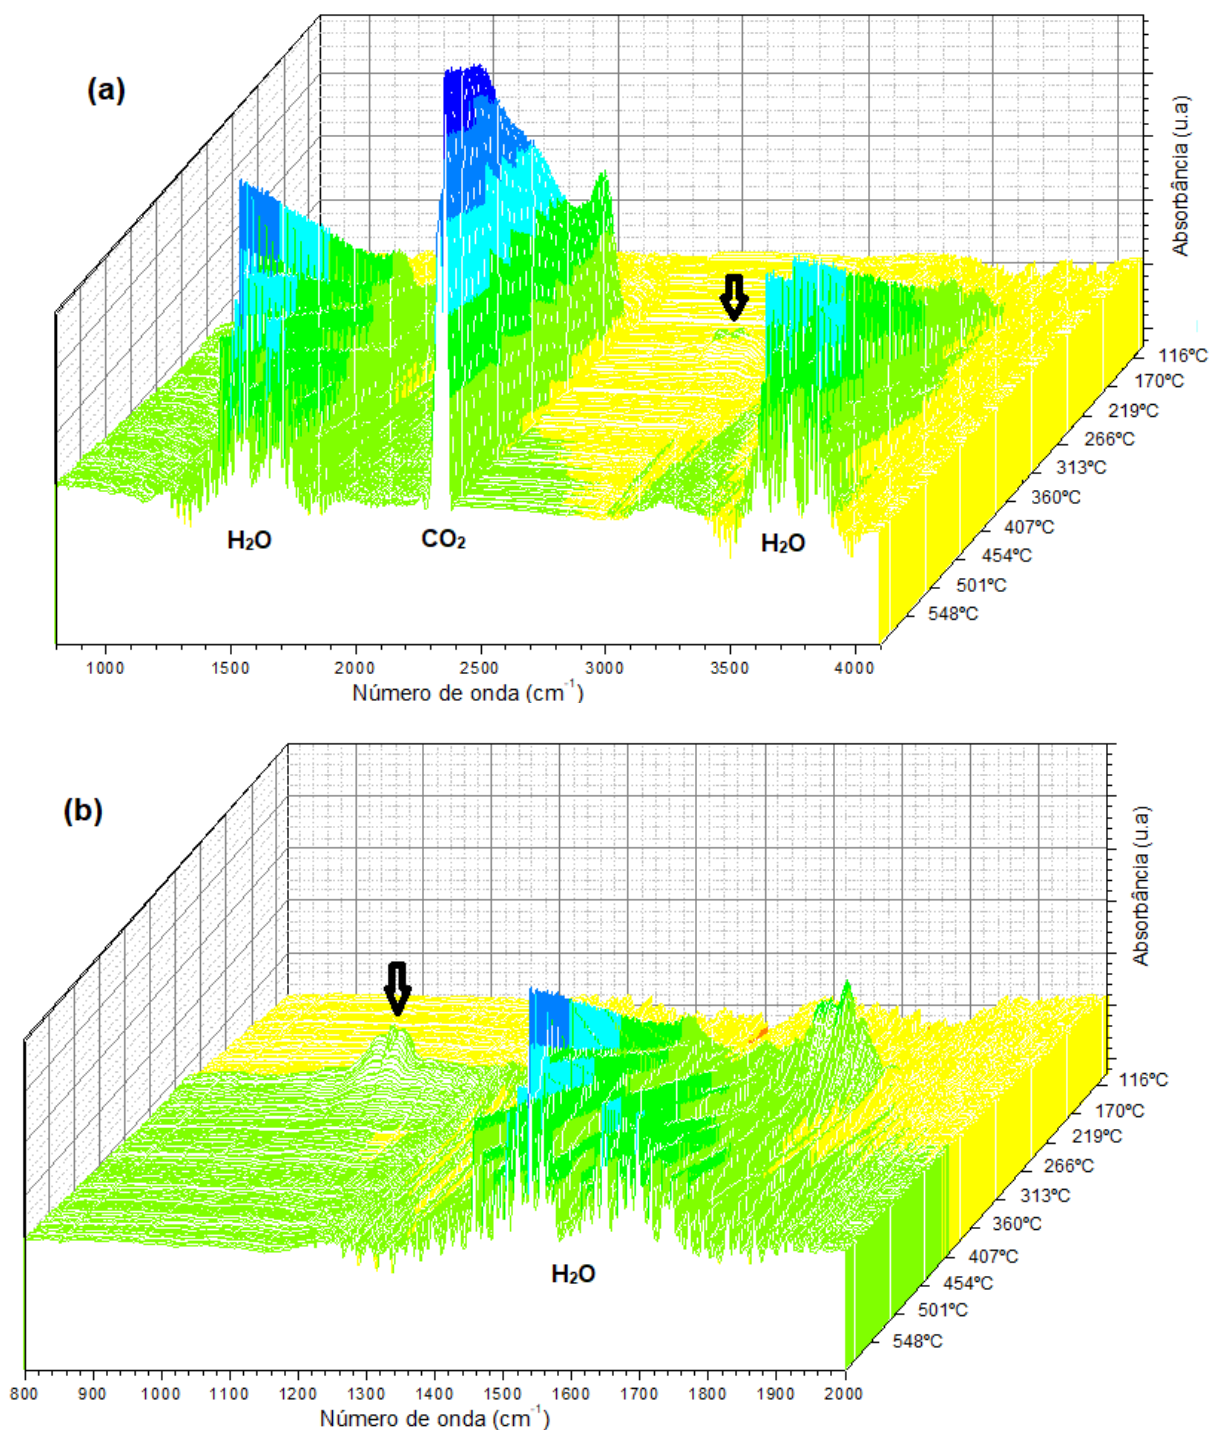 (a)
Absorbância (u.a)
116ºC
170ºC
219ºC
266ºC
313ºC
360ºC
407ºC
454ºC
501ºC
548ºC
H₂O CO₂ H₂O
1000 1500 2000 2500 3000 3500 4000
Número de onda (cm⁻¹)
(b)
Absorbância (u.a)
116ºC
170ºC
219ºC
266ºC
313ºC
360ºC
407ºC
454ºC
501ºC
548ºC
H₂O
800 900 1000 1100 1200 1300 1400 1500 1600 1700 1800 1900 2000
Número de onda (cm⁻¹)